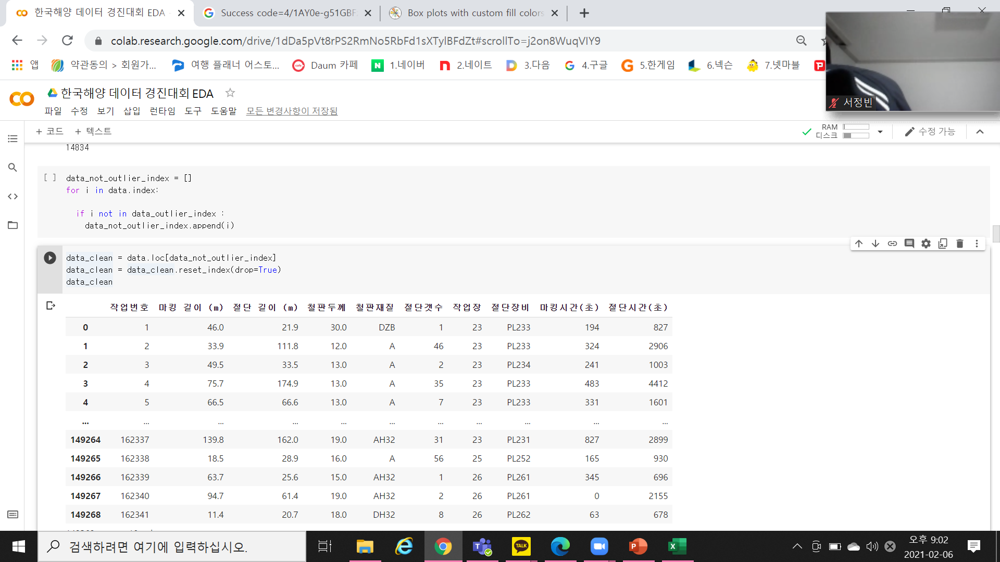 한국해양 데이터 경진대회 EDA
Success code=4/1AY0e-g51GBF
Box plots with custom fill colors
colab.research.google.com/drive/1dDa5pVt8rPS2RmNo5RbFd1sXTylBFdZt#scrollTo=j2on8WuqVIY9
앱
약관동의 > 회원가...
여행 플래너 어스토...
Daum 카페
1.네이버
2.네이트
3.다음
4.구글
5.한게임
6.넥슨
7.넷마블
서정빈
한국해양 데이터 경진대회 EDA
파일 수정 보기 삽입 런타임 도구 도움말 모든 변경사항이 저장됨
+ 코드 + 텍스트
RAM
디스크
수정 가능
14834
[ ] data_not_outlier_index = []
for i in data.index:
if i not in data_outlier_index :
data_not_outlier_index.append(i)
data_clean = data.loc[data_not_outlier_index]
data_clean = data_clean.reset_index(drop=True)
data_clean
작업번호 마킹 길이 (m) 절단 길이 (m) 철판두께 철판재질 절단갯수 작업장 절단장비 마킹시간(초) 절단시간(초)
0 1 46.0 21.9 30.0 DZB 1 23 PL233 194 827
1 2 33.9 111.8 12.0 A 46 23 PL233 324 2906
2 3 49.5 33.5 13.0 A 2 23 PL234 241 1003
3 4 75.7 174.9 13.0 A 35 23 PL233 483 4412
4 5 66.5 66.6 13.0 A 7 23 PL233 331 1601
... ... ... ... ... ... ... ... ... ... ...
149264 162337 139.8 162.0 19.0 AH32 31 23 PL231 827 2899
149265 162338 18.5 28.9 16.0 A 56 25 PL252 165 930
149266 162339 63.7 25.6 15.0 AH32 1 26 PL261 345 696
149267 162340 94.7 61.4 19.0 AH32 2 26 PL261 0 2155
149268 162341 11.4 20.7 18.0 DH32 8 26 PL262 63 678
검색하려면 여기에 입력하십시오.
TALK
오후 9:02
2021-02-06